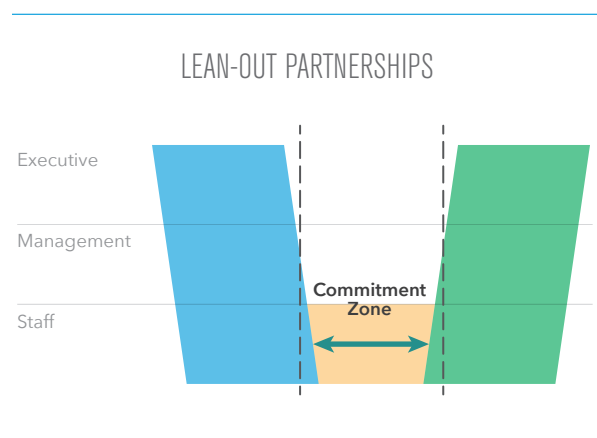 LEAN-OUT PARTNERSHIPS
Executive
Management
Commitment
Zone
Staff